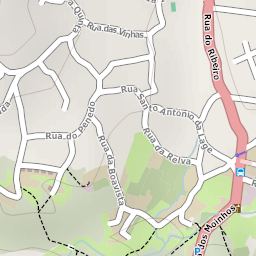 Rua das Vinhas
Rua do Ribeiro
Rua Santo António da Lage
Rua do Penedo
Rua da Relva
Rua da Boavista
dos Moinhos